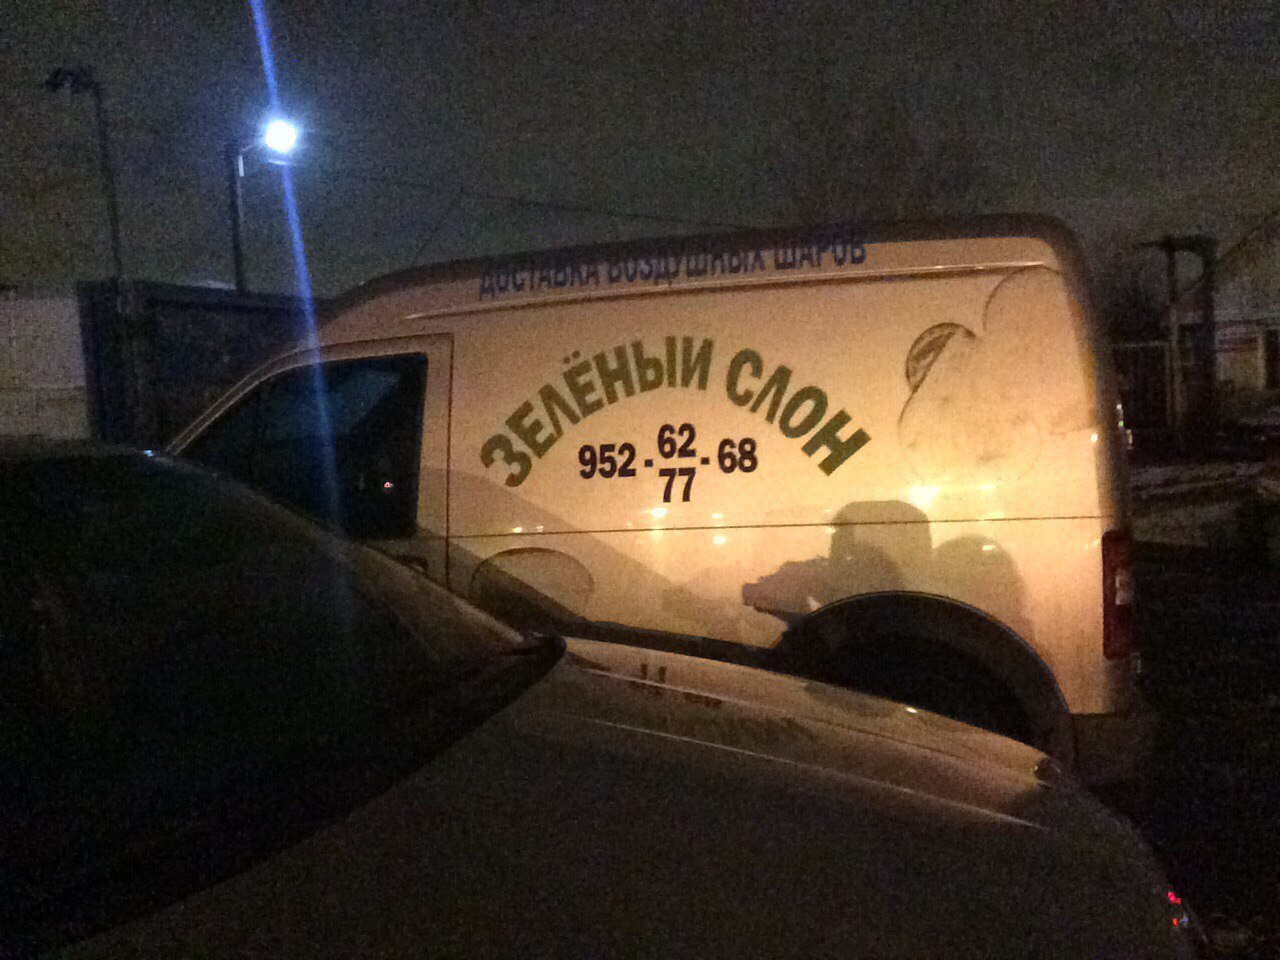 ДОСТАВКА ВОЗДУШНЫХ ШАРОВ
ЗЕЛЁНЫЙ СЛОН
62
952 - - 68
77